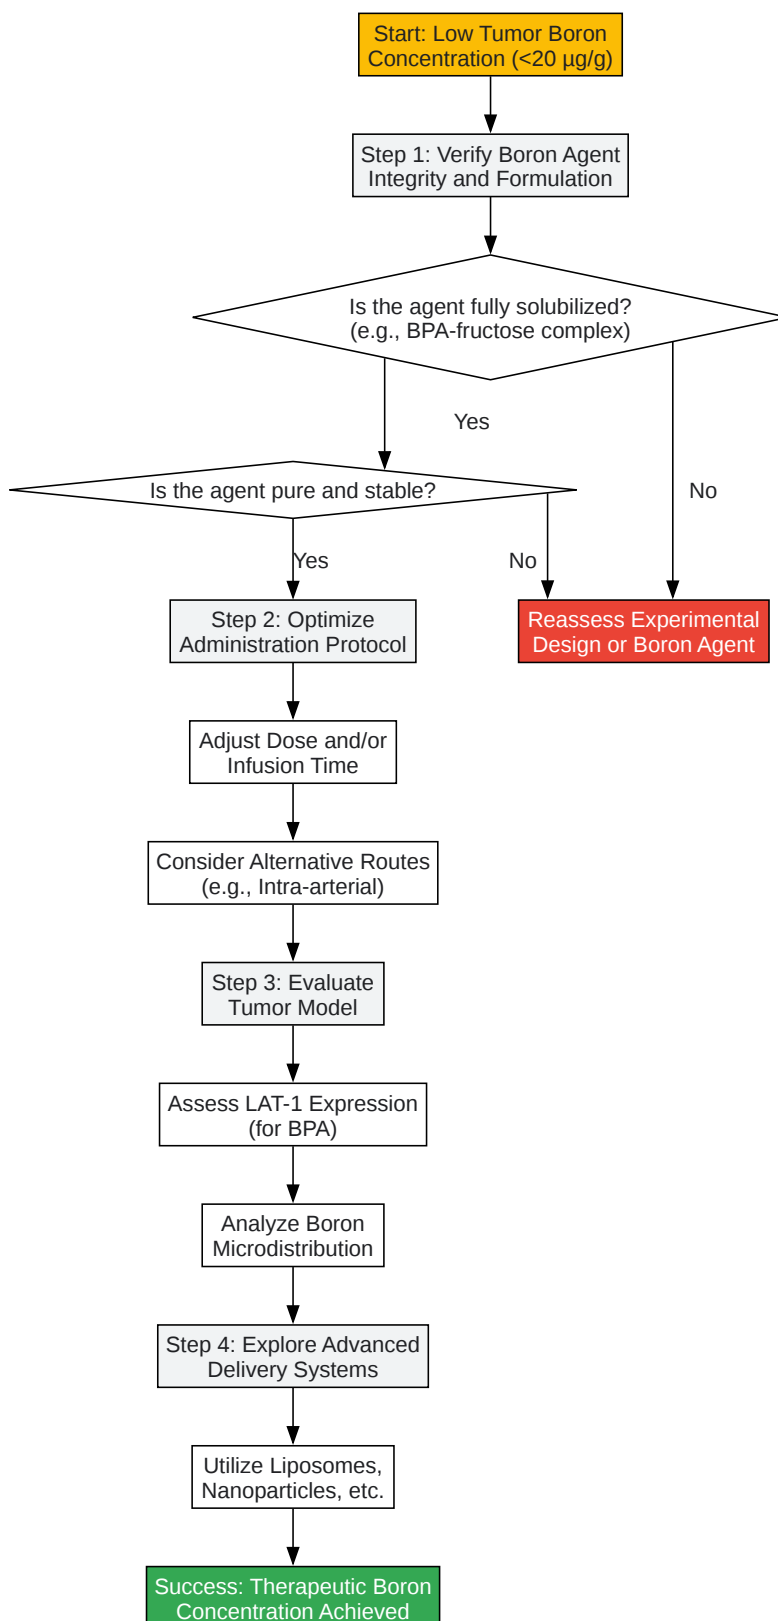 Start: Low Tumor Boron
Concentration (<20 µg/g)
Step 1: Verify Boron Agent
Integrity and Formulation
Is the agent fully solubilized?
(e.g., BPA-fructose complex)
Yes
No
Is the agent pure and stable?
Yes
No
Step 2: Optimize
Administration Protocol
Reassess Experimental
Design or Boron Agent
Adjust Dose and/or
Infusion Time
Consider Alternative Routes
(e.g., Intra-arterial)
Step 3: Evaluate
Tumor Model
Assess LAT-1 Expression
(for BPA)
Analyze Boron
Microdistribution
Step 4: Explore Advanced
Delivery Systems
Utilize Liposomes,
Nanoparticles, etc.
Success: Therapeutic Boron
Concentration Achieved